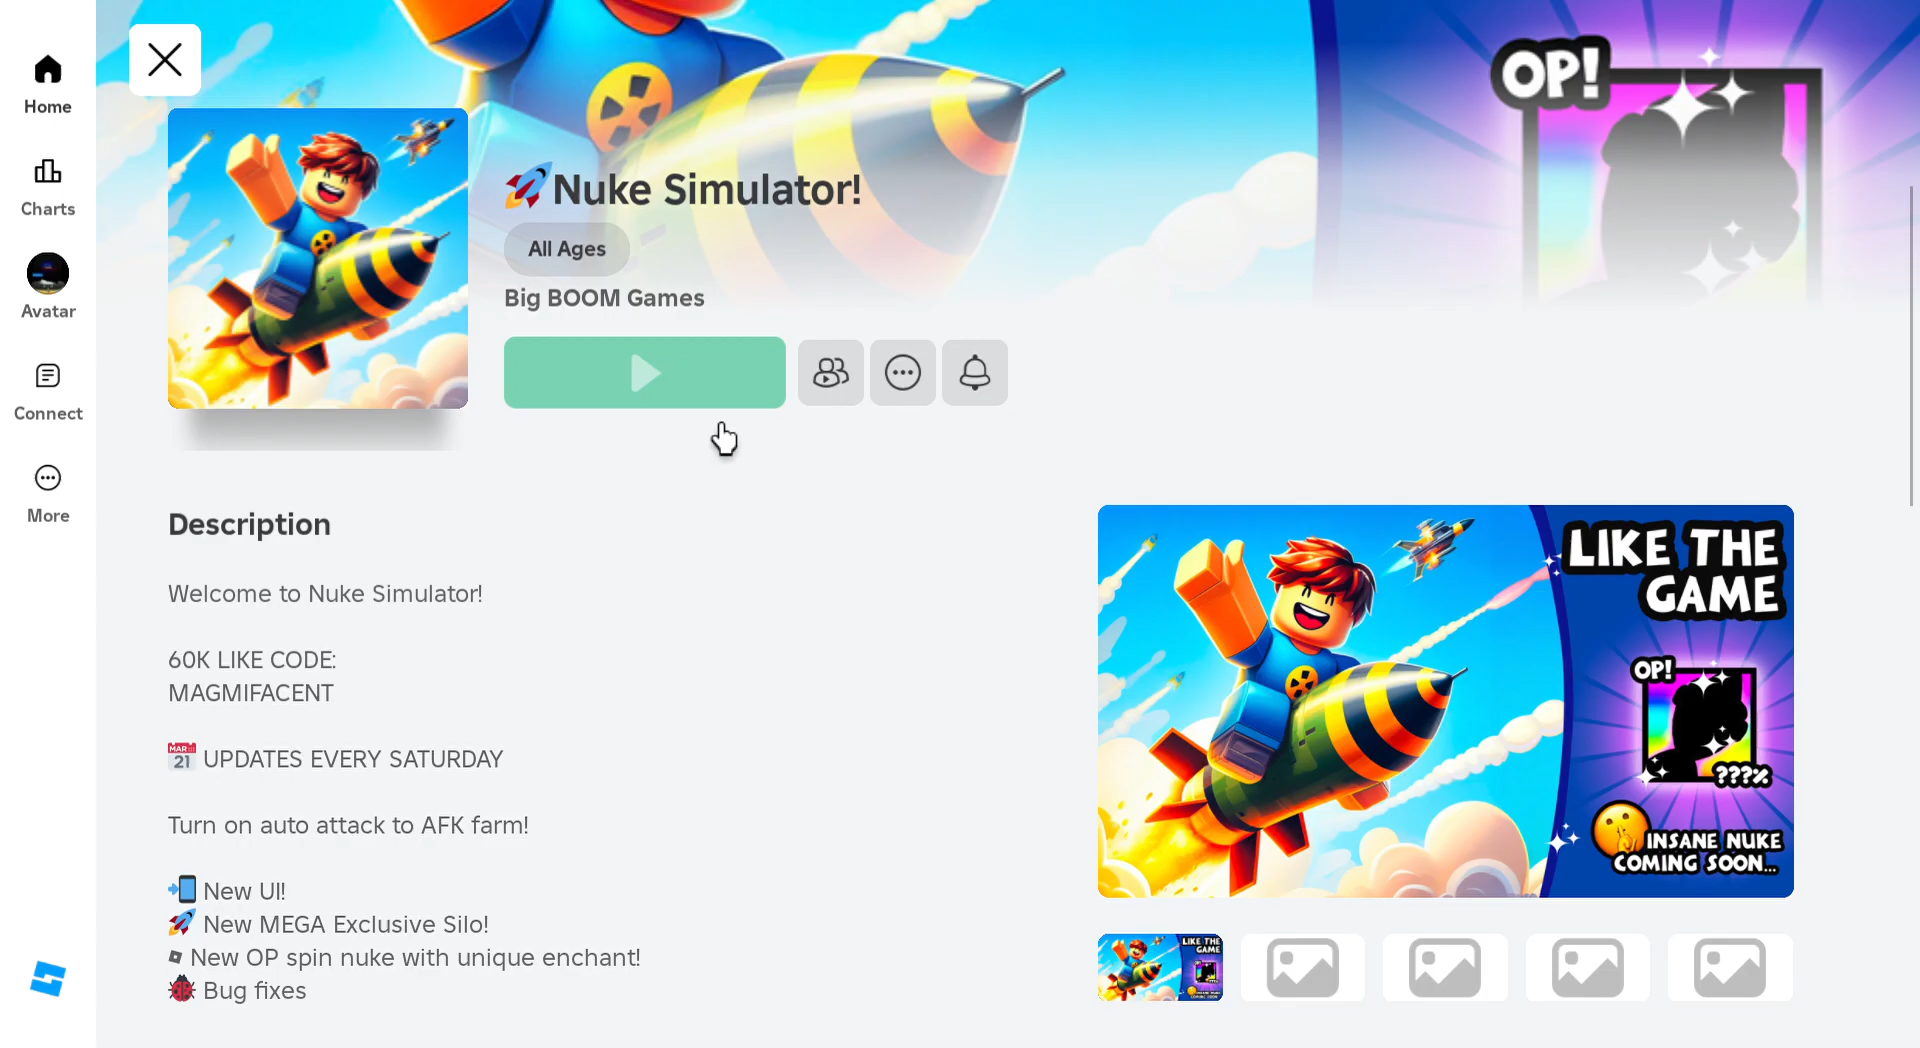 Home
Charts
Avatar
Connect
More
OP!
🚀Nuke Simulator!
All Ages
Big BOOM Games
Description
Welcome to Nuke Simulator!
60K LIKE CODE:
MAGMIFACENT
📅 UPDATES EVERY SATURDAY
Turn on auto attack to AFK farm!
📲 New UI!
🚀 New MEGA Exclusive Silo!
New OP spin nuke with unique enchant!
🐞 Bug fixes
LIKE THE
GAME
OP!
???%
INSANE NUKE
COMING SOON...
LIKE THE
GAME